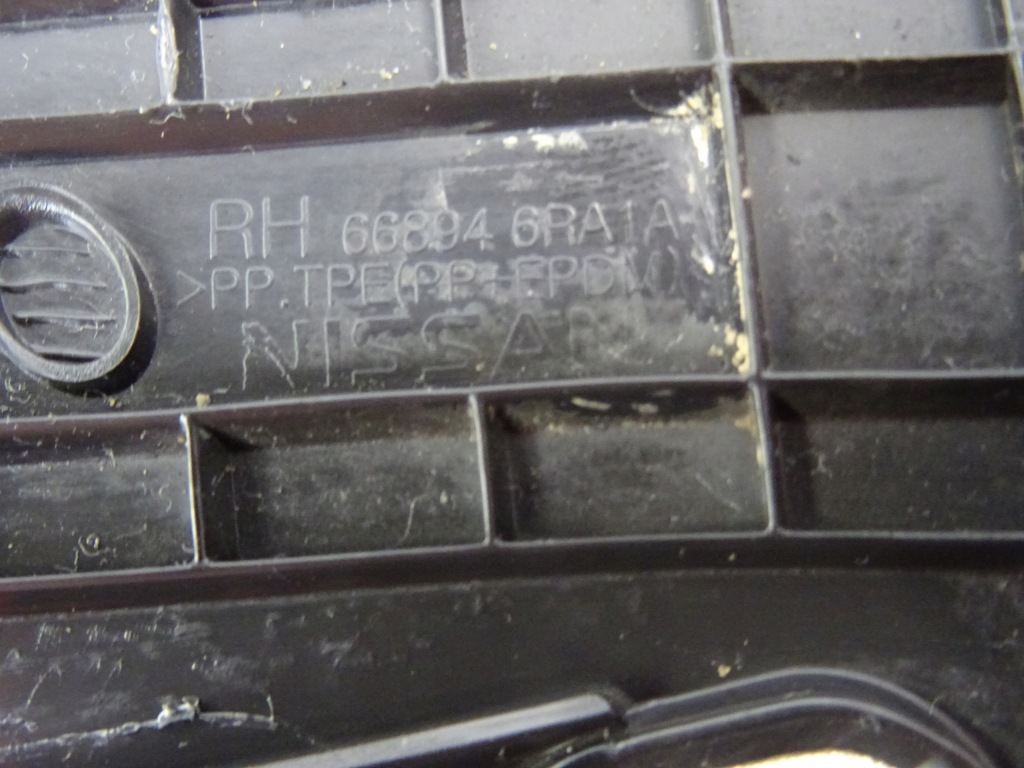 RH 66894 6RA1A
>PP.TPE(PP+EPDM)
NISSAN